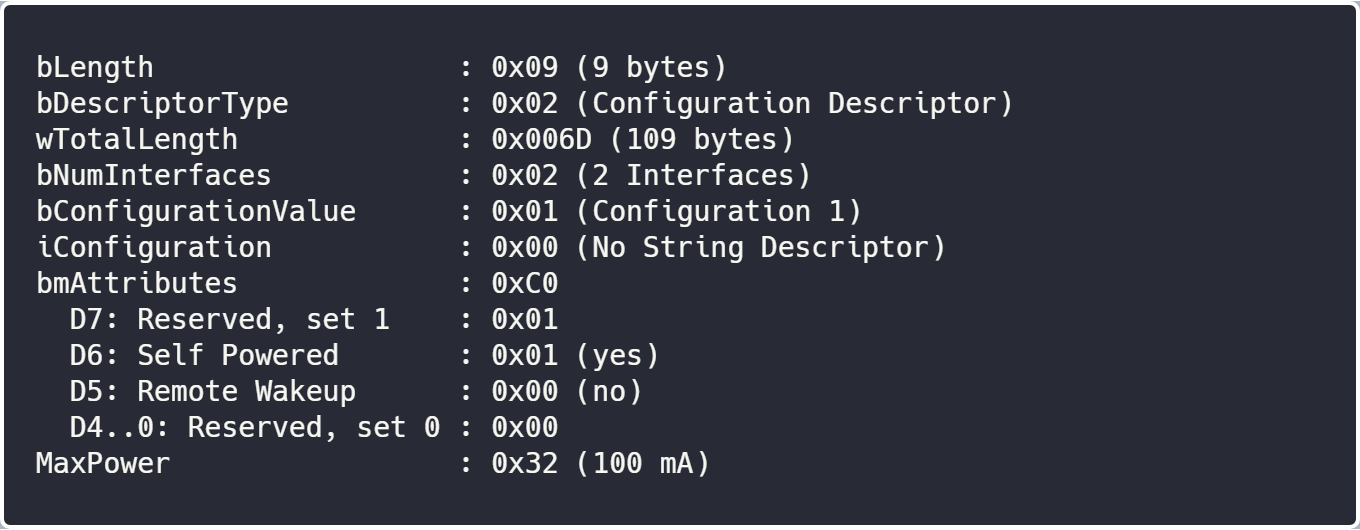 bLength                  : 0x09 (9 bytes)
bDescriptorType          : 0x02 (Configuration Descriptor)
wTotalLength             : 0x006D (109 bytes)
bNumInterfaces           : 0x02 (2 Interfaces)
bConfigurationValue      : 0x01 (Configuration 1)
iConfiguration           : 0x00 (No String Descriptor)
bmAttributes             : 0xC0
  D7: Reserved, set 1    : 0x01
  D6: Self Powered       : 0x01 (yes)
  D5: Remote Wakeup      : 0x00 (no)
  D4..0: Reserved, set 0 : 0x00
MaxPower                 : 0x32 (100 mA)